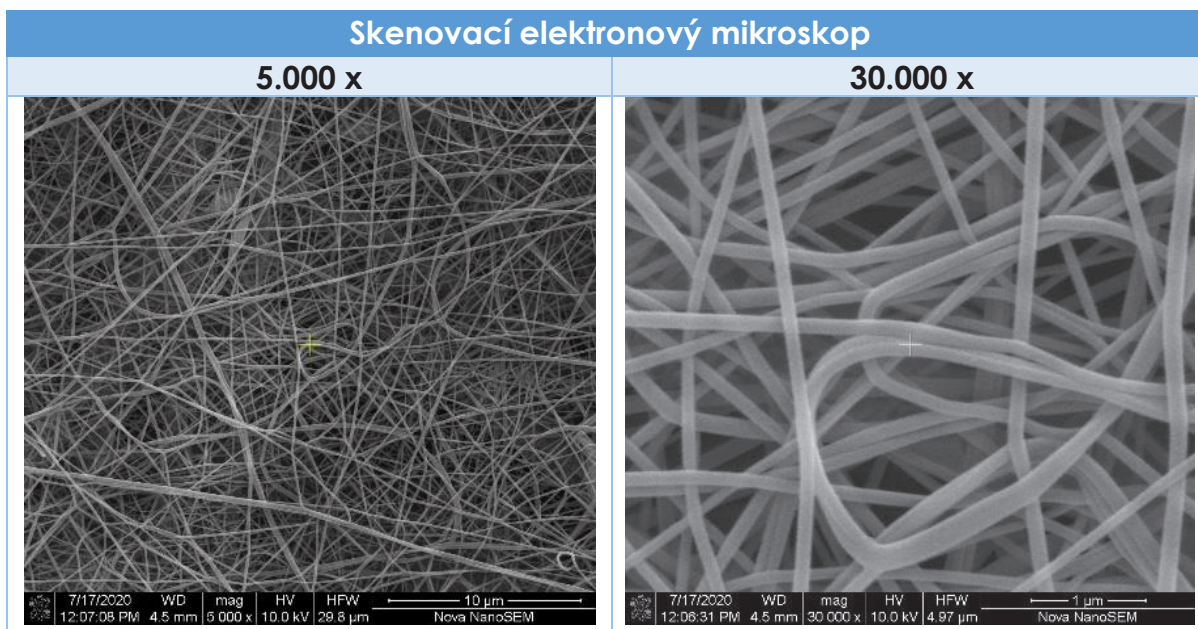 Skenovací elektronový mikroskop
5.000 x
30.000 x
7/17/2020 WD mag HV HFW 10 µm
12:07:08 PM 4.5 mm 5 000 x 10.0 kV 29.8 µm Nova NanoSEM
7/17/2020 WD mag HV HFW 1 µm
12:06:31 PM 4.5 mm 30 000 x 10.0 kV 4.97 µm Nova NanoSEM